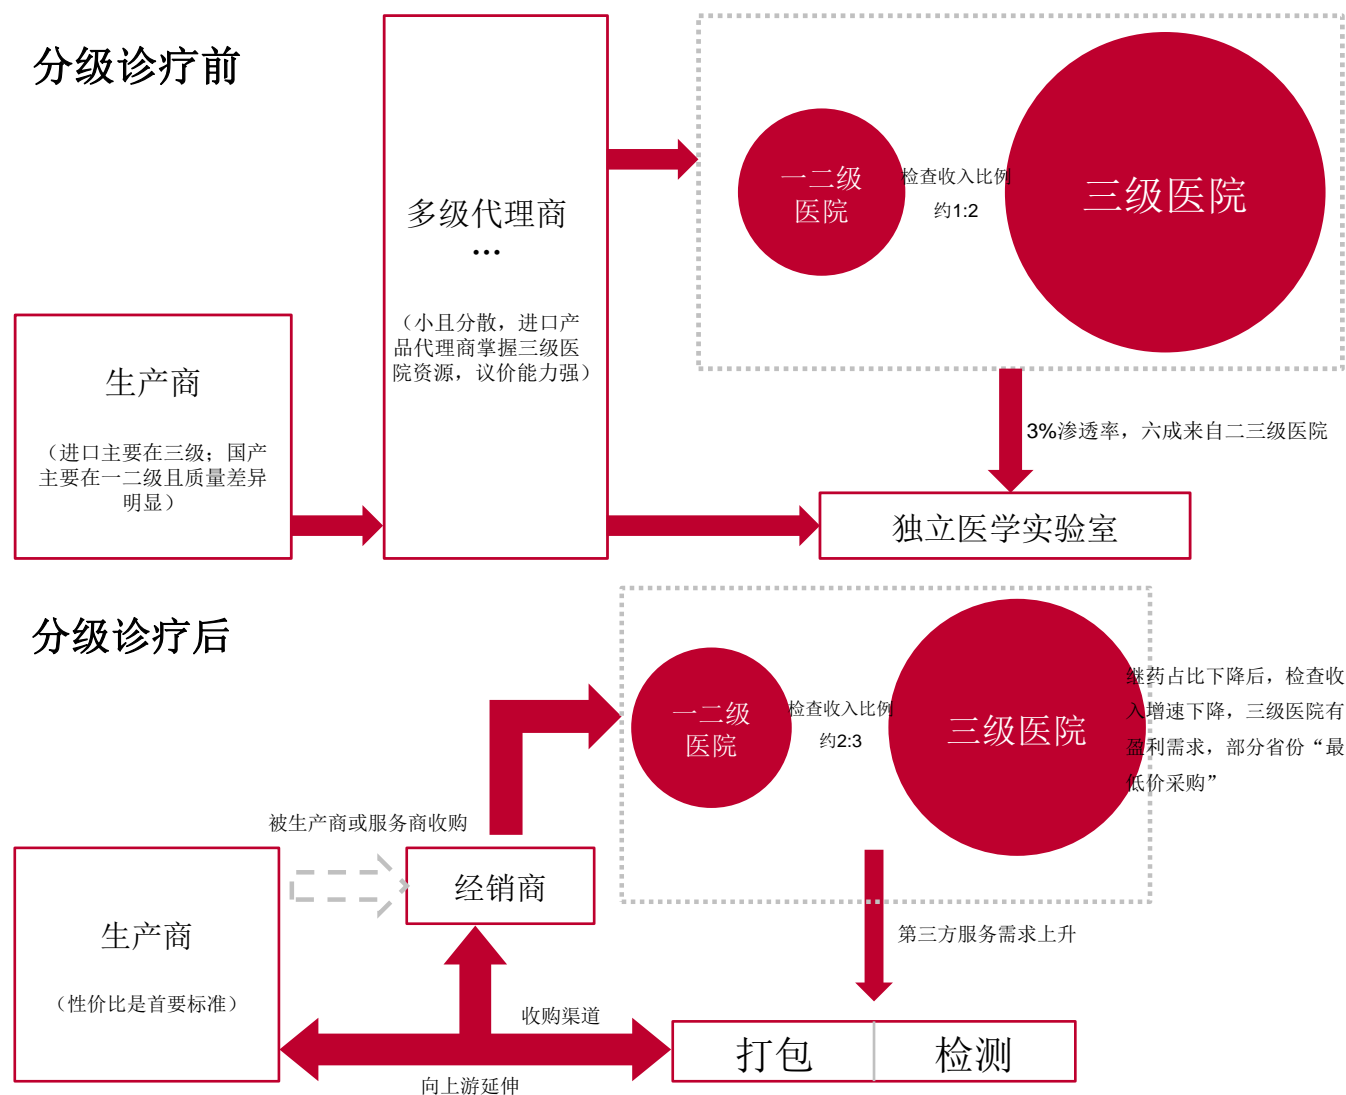 分级诊疗前
多级代理商
...
（小且分散，进口产
品代理商掌握三级医
院资源，议价能力强）
生产商
（进口主要在三级；国产
主要在一二级且质量差异
明显）
一二级
医院
检查收入比例
约1:2
三级医院
3%渗透率，六成来自二三级医院
独立医学实验室
分级诊疗后
一二级
医院
检查收入比例
约2:3
三级医院
继药占比下降后，检查收
入增速下降，三级医院有
盈利需求，部分省份“最
低价采购”
被生产商或服务商收购
经销商
生产商
（性价比是首要标准）
第三方服务需求上升
收购渠道
打包
检测
向上游延伸